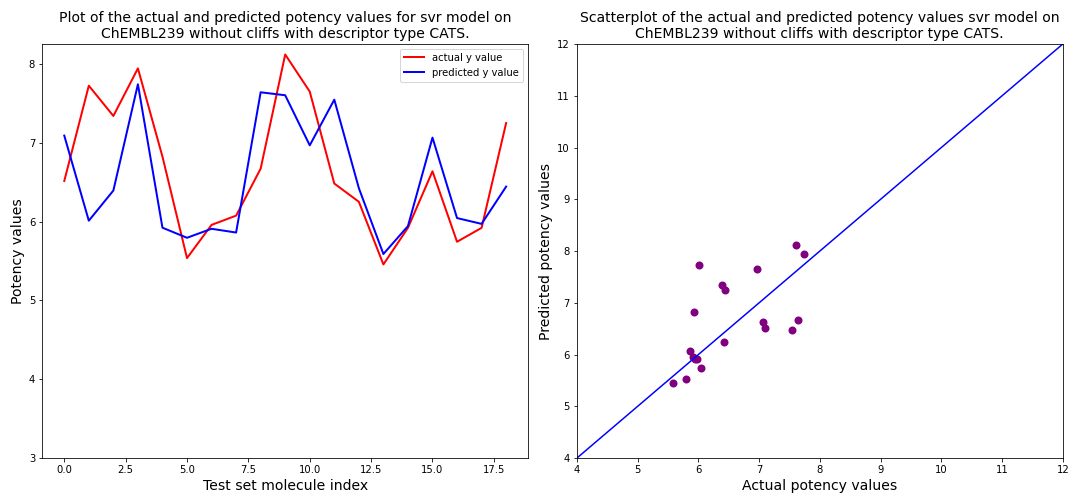 Plot of the actual and predicted potency values for svr model on
ChEMBL239 without cliffs with descriptor type CATS.
actual y value
predicted y value
Potency values
8
7
6
5
4
3
0.0 2.5 5.0 7.5 10.0 12.5 15.0 17.5
Test set molecule index
Scatterplot of the actual and predicted potency values svr model on
ChEMBL239 without cliffs with descriptor type CATS.
Predicted potency values
12
11
10
9
8
7
6
5
4
4 5 6 7 8 9 10 11 12
Actual potency values